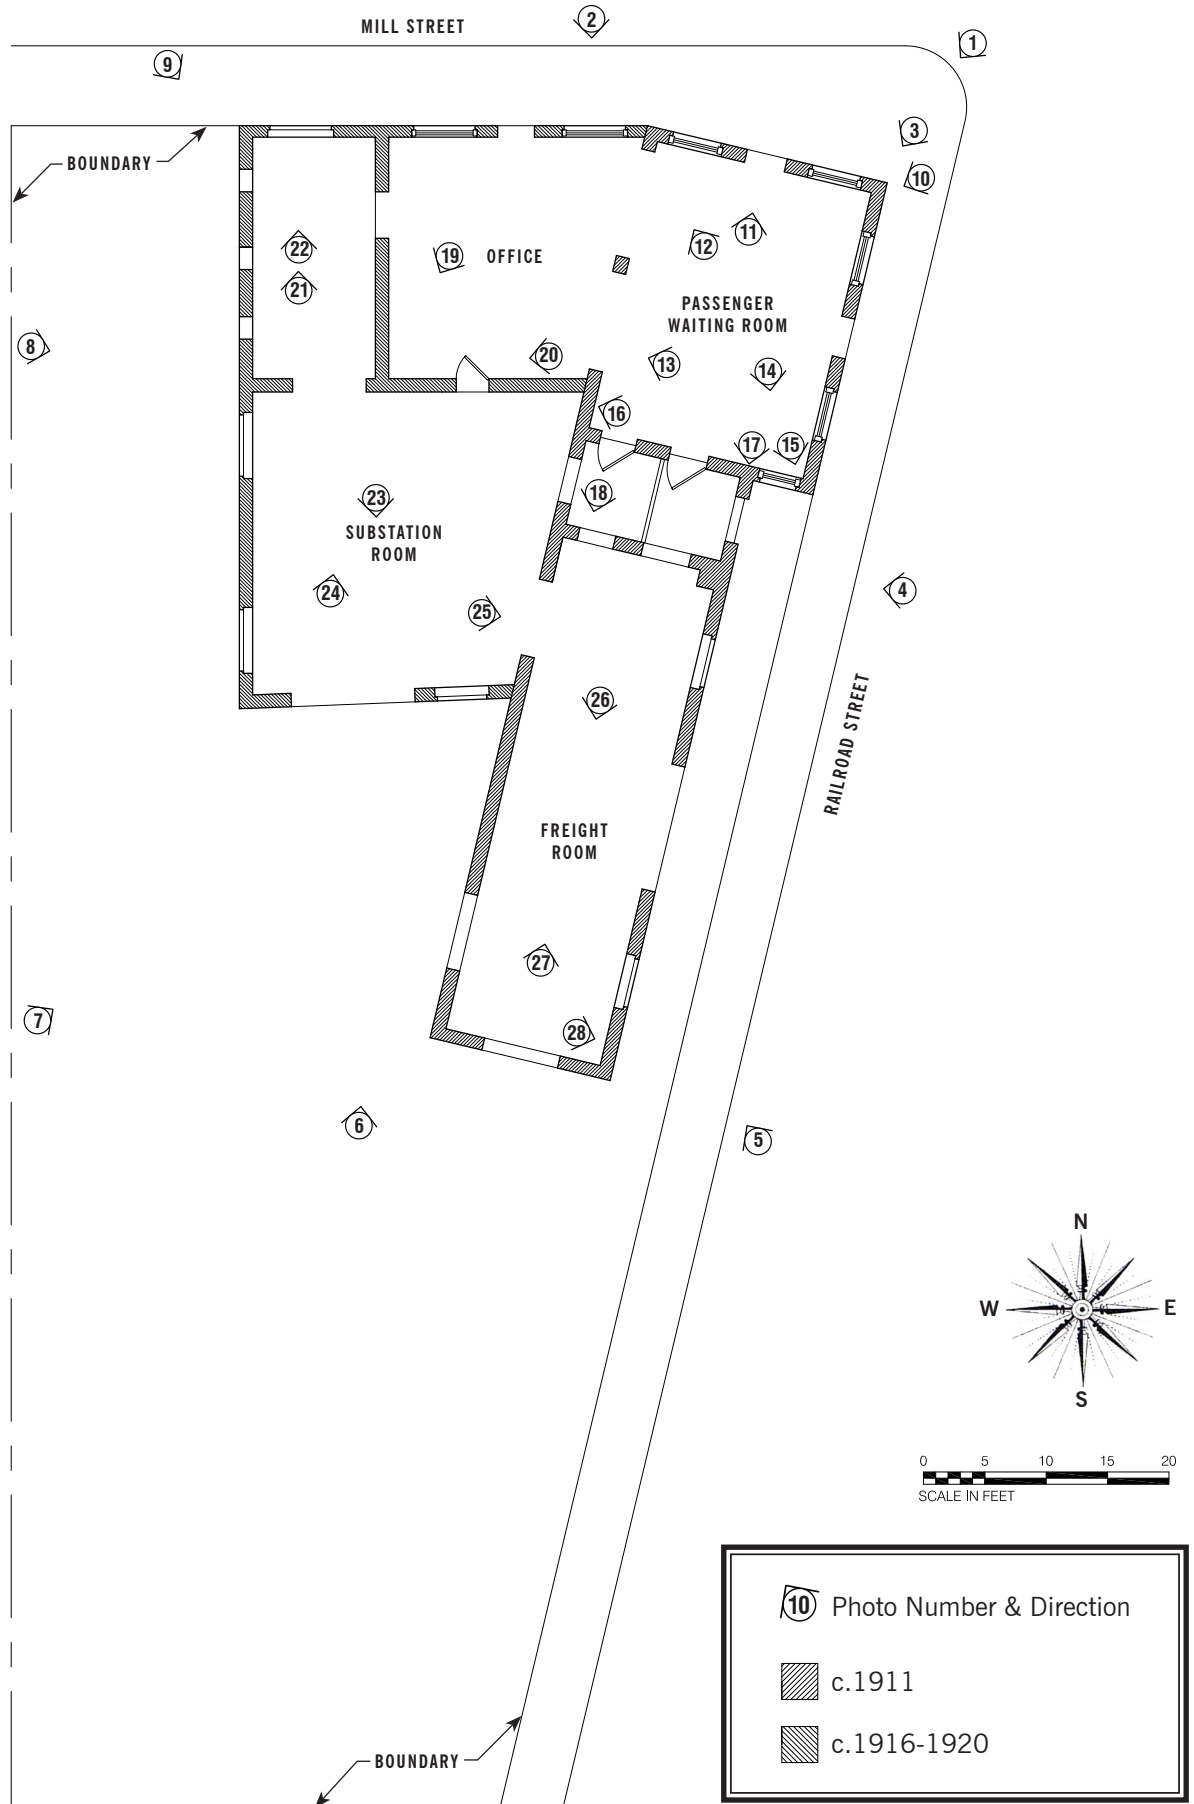 MILL STREET
2
1
9
3
BOUNDARY
10
11
22
19
OFFICE
12
21
PASSENGER
WAITING ROOM
8
20
13
14
16
17
15
23
18
SUBSTATION
ROOM
24
25
4
26
RAILROAD STREET
FREIGHT
ROOM
27
7
28
6
5
N
W
E
S
0 5 10 15 20
SCALE IN FEET
10 Photo Number & Direction
c.1911
c.1916-1920
BOUNDARY